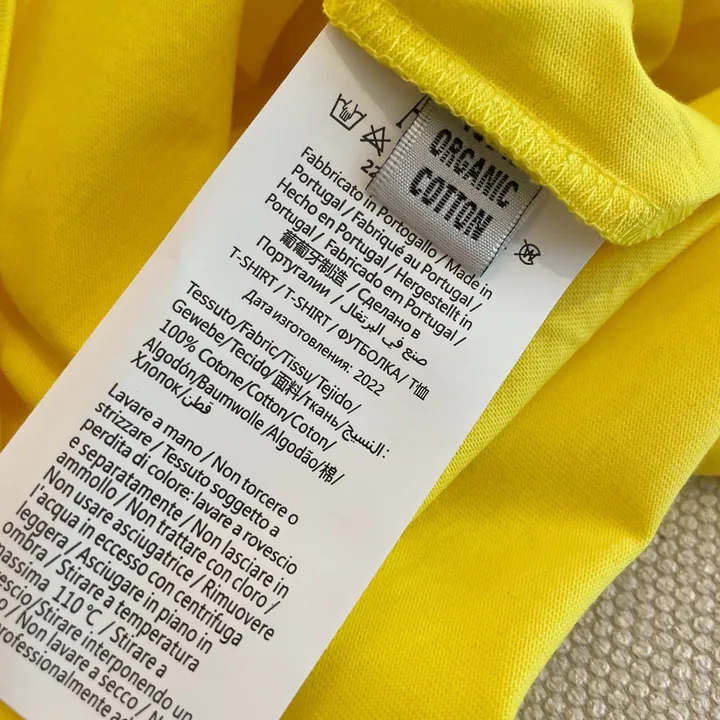 ORGANIC
COTTON
Fabbricato in Portogallo / Made in
Portugal / Fabriqué au Portugal /
Hecho en Portugal / Hergestellt in
Portugal / Fabricado em Portugal /
葡萄牙制造 / Сделано в
Португалии / صنع في البرتغال
T-SHIRT / T-SHIRT / ФУТБОЛКА / T恤
Дата изготовления: 2022
Tessuto/Fabric/Tissu/Tejido/
Gewebe/Tecido/面料/ткань/النسيج:
100% Cotone/Cotton/Coton/
Algodón/Baumwolle/Algodão/棉/
Хлопок/قطن
Lavare a mano / Non torcere o
strizzare / Tessuto soggetto a
perdita di colore: lavare a rovescio
e separatamente / Non lasciare in
ammollo / Non trattare con cloro /
Non usare asciugatrice / Rimuovere
l'acqua in eccesso con centrifuga
leggera / Asciugare in piano in
ombra / Stirare a temperatura
massima 110 °C / Stirare a
rovescio/Stirare interponendo un
/ Non lavare a secco / Non
professionalmente ad